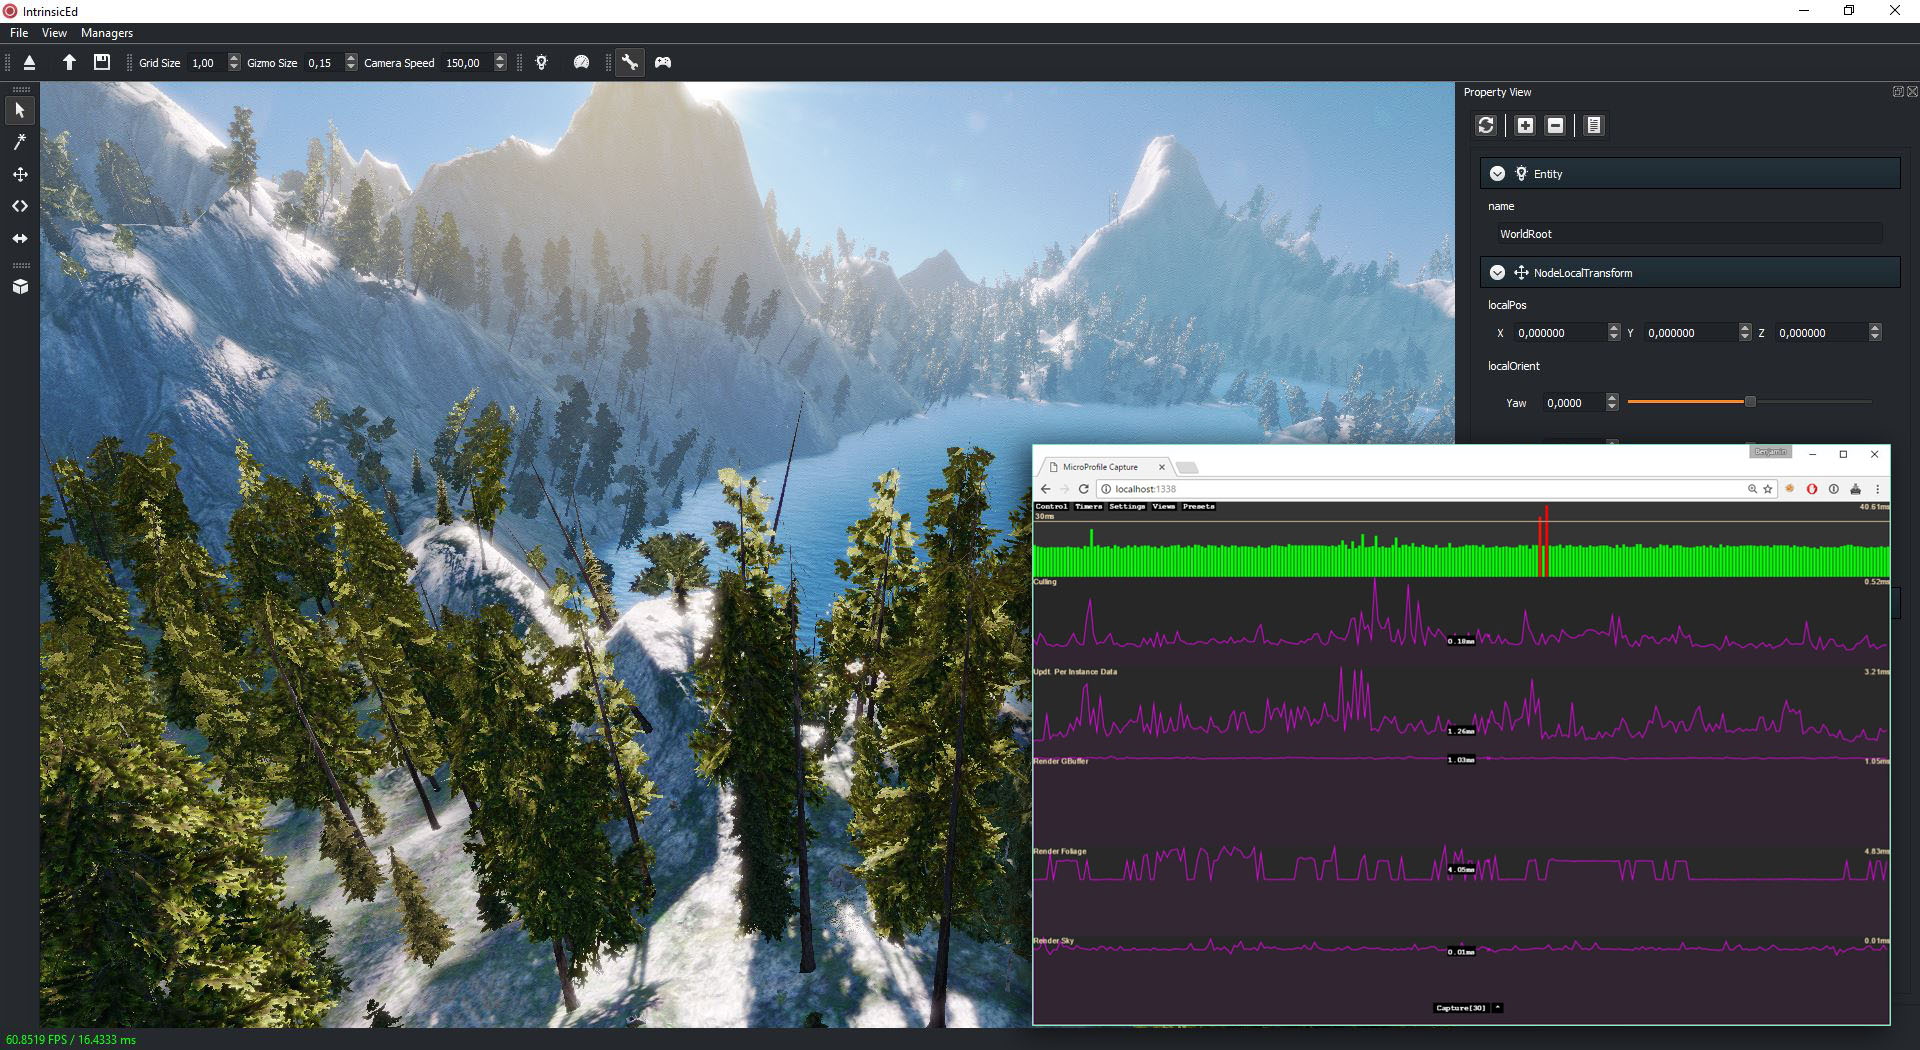 IntrinsicEd
File View Managers
Grid Size 1,00 Gizmo Size 0,15 Camera Speed 150,00
Property View
Entity
name
WorldRoot
NodeLocalTransform
localPos
X 0,000000 Y 0,000000 Z 0,000000
localOrient
Yaw 0,0000
Benjamin
MicroProfile Capture
localhost:1338
Control Timers Settings Views Presets 40.61ms
30ms
Culling 0.52ms
0.18ms
Updt. Per Instance Data 3.21ms
1.26ms
1.03ms
Render GBuffer 1.05ms
Render Foliage 4.83ms
4.05ms
Render Sky 0.01ms
0.01ms
Capture[30]
60.8519 FPS / 16.4333 ms